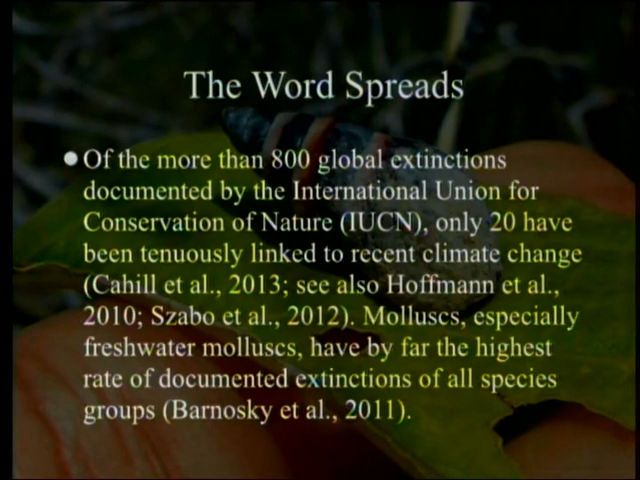 The Word Spreads
Of the more than 800 global extinctions
documented by the International Union for
Conservation of Nature (IUCN), only 20 have
been tenuously linked to recent climate change
(Cahill et al., 2013; see also Hoffmann et al.,
2010; Szabo et al., 2012). Molluscs, especially
freshwater molluscs, have by far the highest
rate of documented extinctions of all species
groups (Barnosky et al., 2011).